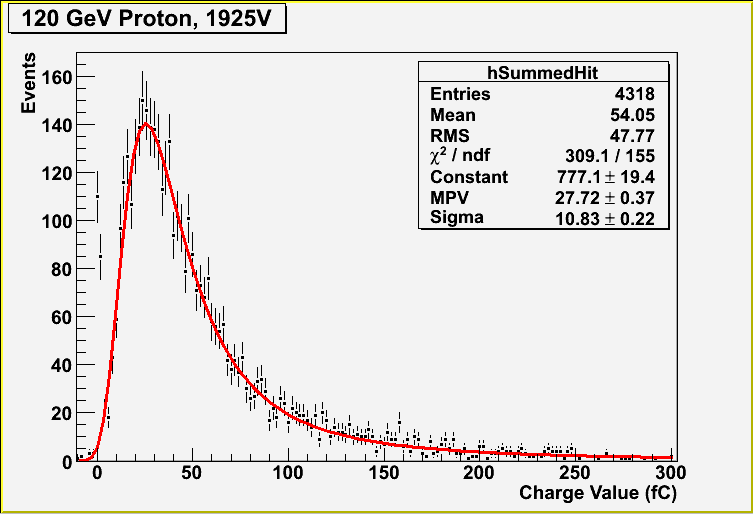 120 GeV Proton, 1925V
Events
hSummedHit
Entries 4318
Mean 54.05
RMS 47.77
χ² / ndf 309.1 / 155
Constant 777.1 ± 19.4
MPV 27.72 ± 0.37
Sigma 10.83 ± 0.22
160
140
120
100
80
60
40
20
0
0 50 100 150 200 250 300
Charge Value (fC)